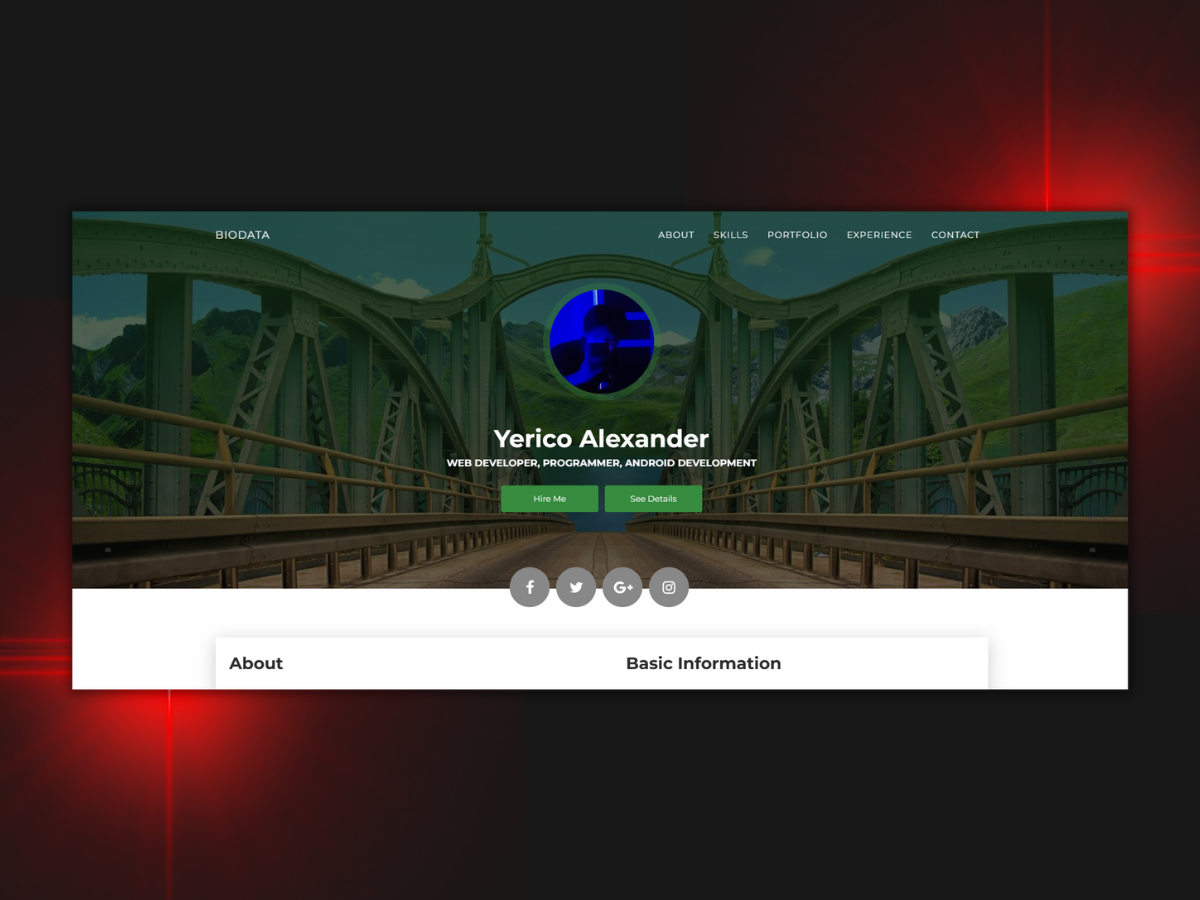 BIODATA
ABOUT SKILLS PORTFOLIO EXPERIENCE CONTACT
Yerico Alexander
WEB DEVELOPER, PROGRAMMER, ANDROID DEVELOPMENT
Hire Me
See Details
About
Basic Information